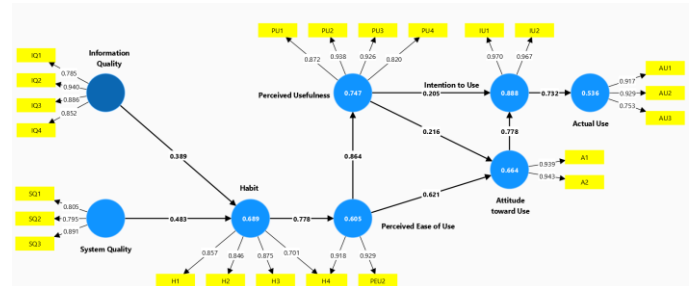 PU1
PU2
PU3
PU4
IU1
IU2
0.872
0.938
0.926
0.820
0.970
0.967
IQ1
IQ2
IQ3
IQ4
0.785
0.940
0.886
0.852
Information
Quality
Perceived Usefulness
0.747
Intention to Use
0.205
0.888
0.732
0.536
Actual Use
0.917
0.929
0.753
AU1
AU2
AU3
0.389
0.864
0.216
0.778
0.621
0.664
Attitude
toward Use
0.939
0.943
A1
A2
SQ1
SQ2
SQ3
0.805
0.795
0.891
System Quality
0.483
Habit
0.689
0.778
0.605
Perceived Ease of Use
0.857
0.846
0.875
0.701
0.918
0.929
H1
H2
H3
H4
PEU2